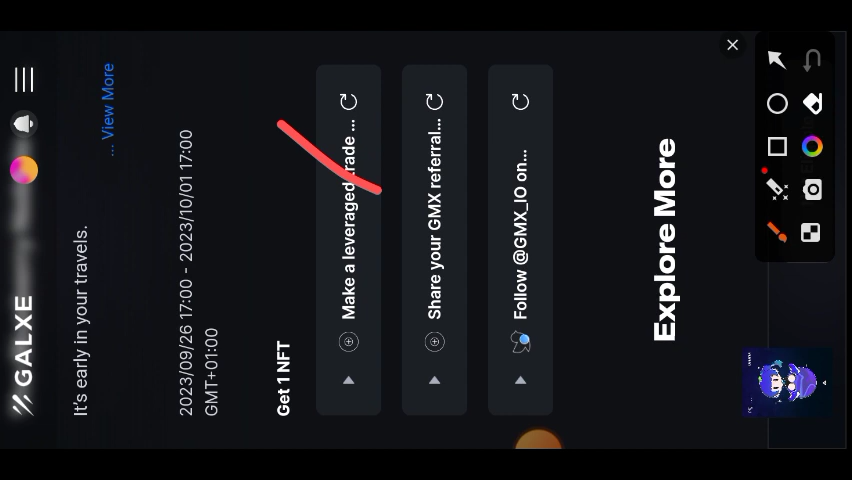 GALXE
It's early in your travels.
... View More
2023/09/26 17:00 - 2023/10/01 17:00
GMT+01:00
Get 1 NFT
Make a leveraged trade ...
Share your GMX referral...
Follow @GMX_IO on...
Explore More